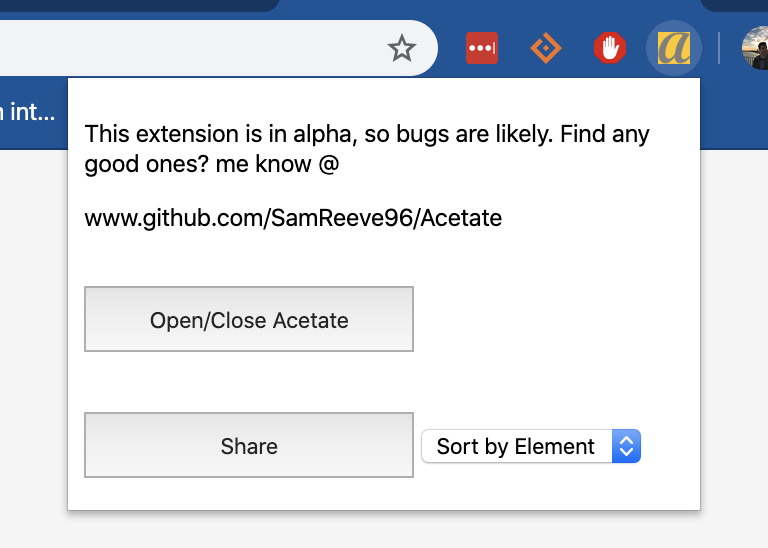 n int...
This extension is in alpha, so bugs are likely. Find any
good ones? me know @
www.github.com/SamReeve96/Acetate
Open/Close Acetate
Share
Sort by Element